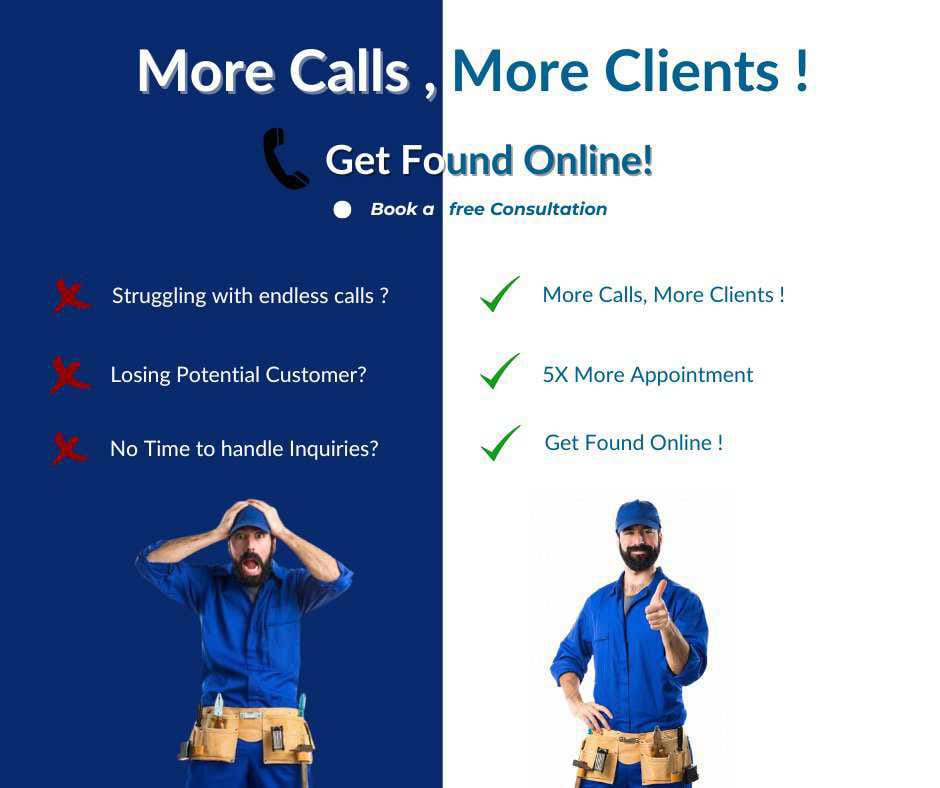 More Calls , More Clients !
Get Found Online!
Book a free Consultation
Struggling with endless calls ?
Losing Potential Customer?
No Time to handle Inquiries?
More Calls, More Clients !
5X More Appointment
Get Found Online !